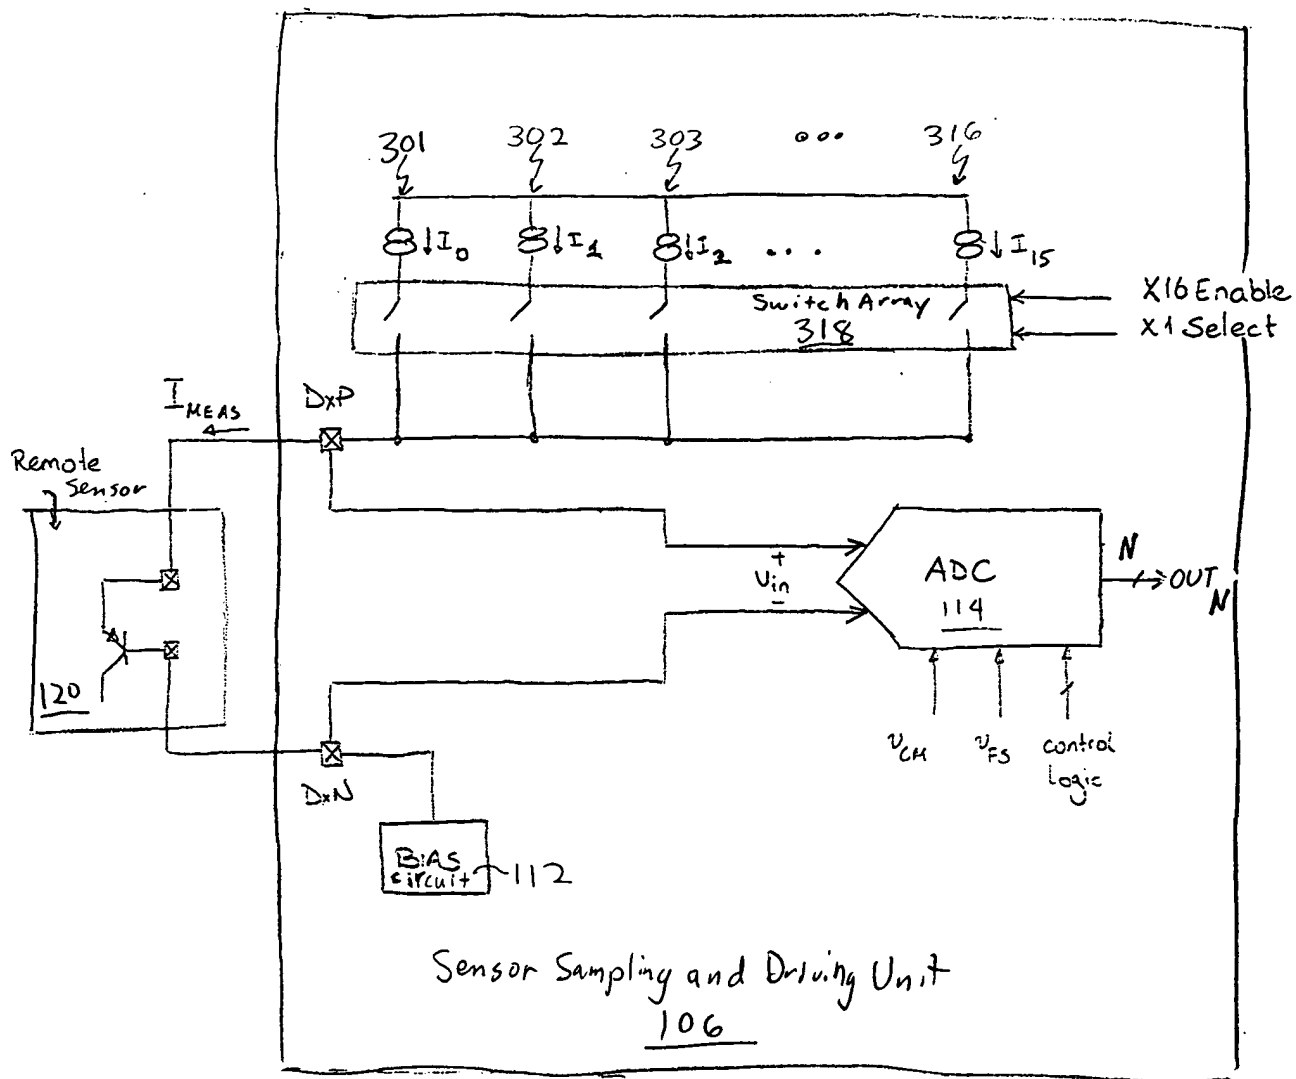 301 302 303 ... 316
I0 I1 I2 ... I15
Switch Array
318
X16 Enable
X1 Select
IMEAS
DxP
Remote
Sensor
120
+
Vin
-
ADC
114
N
OUTN
VCM VFS control
logic
DxN
BIAS
circuit
112
Sensor Sampling and Driving Unit
106